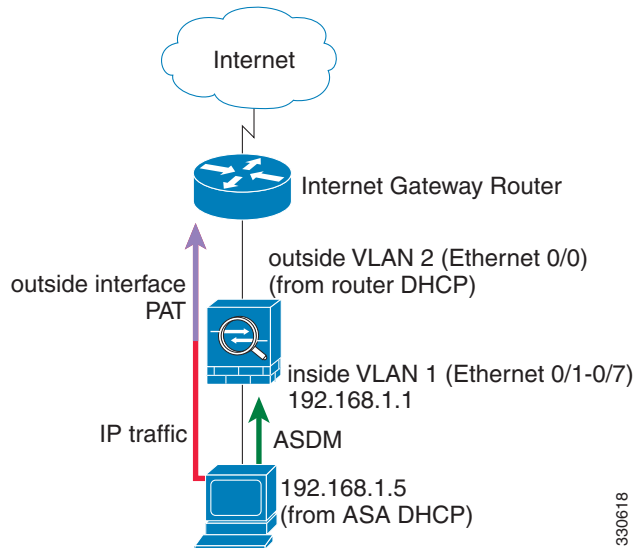 Internet
Internet Gateway Router
outside VLAN 2 (Ethernet 0/0)
(from router DHCP)
outside interface
PAT
inside VLAN 1 (Ethernet 0/1-0/7)
192.168.1.1
IP traffic
ASDM
192.168.1.5
(from ASA DHCP)
330618